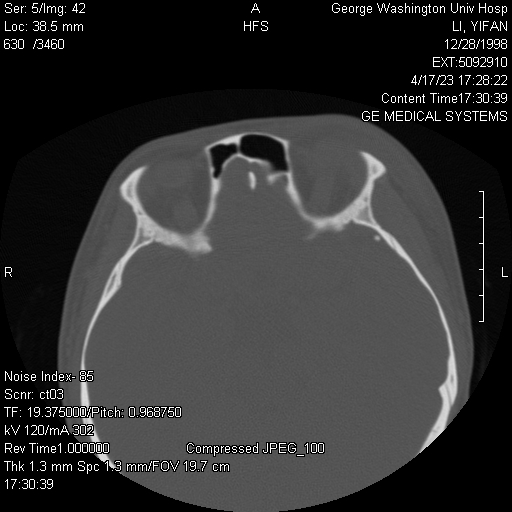 Ser: 5/Img: 42
Loc: 38.5 mm
630 /3460
A
HFS
George Washington Univ Hosp
LI, YIFAN
12/28/1998
EXT:5092910
4/17/23 17:28:22
Content Time17:30:39
GE MEDICAL SYSTEMS
R
L
Noise Index- 85
Scnr: ct03
TF: 19.375000/Pitch: 0.968750
kV 120/mA 302
Rev Time1.000000
Compressed JPEG_100
Thk 1.3 mm Spc 1.3 mm/FOV 19.7 cm
17:30:39